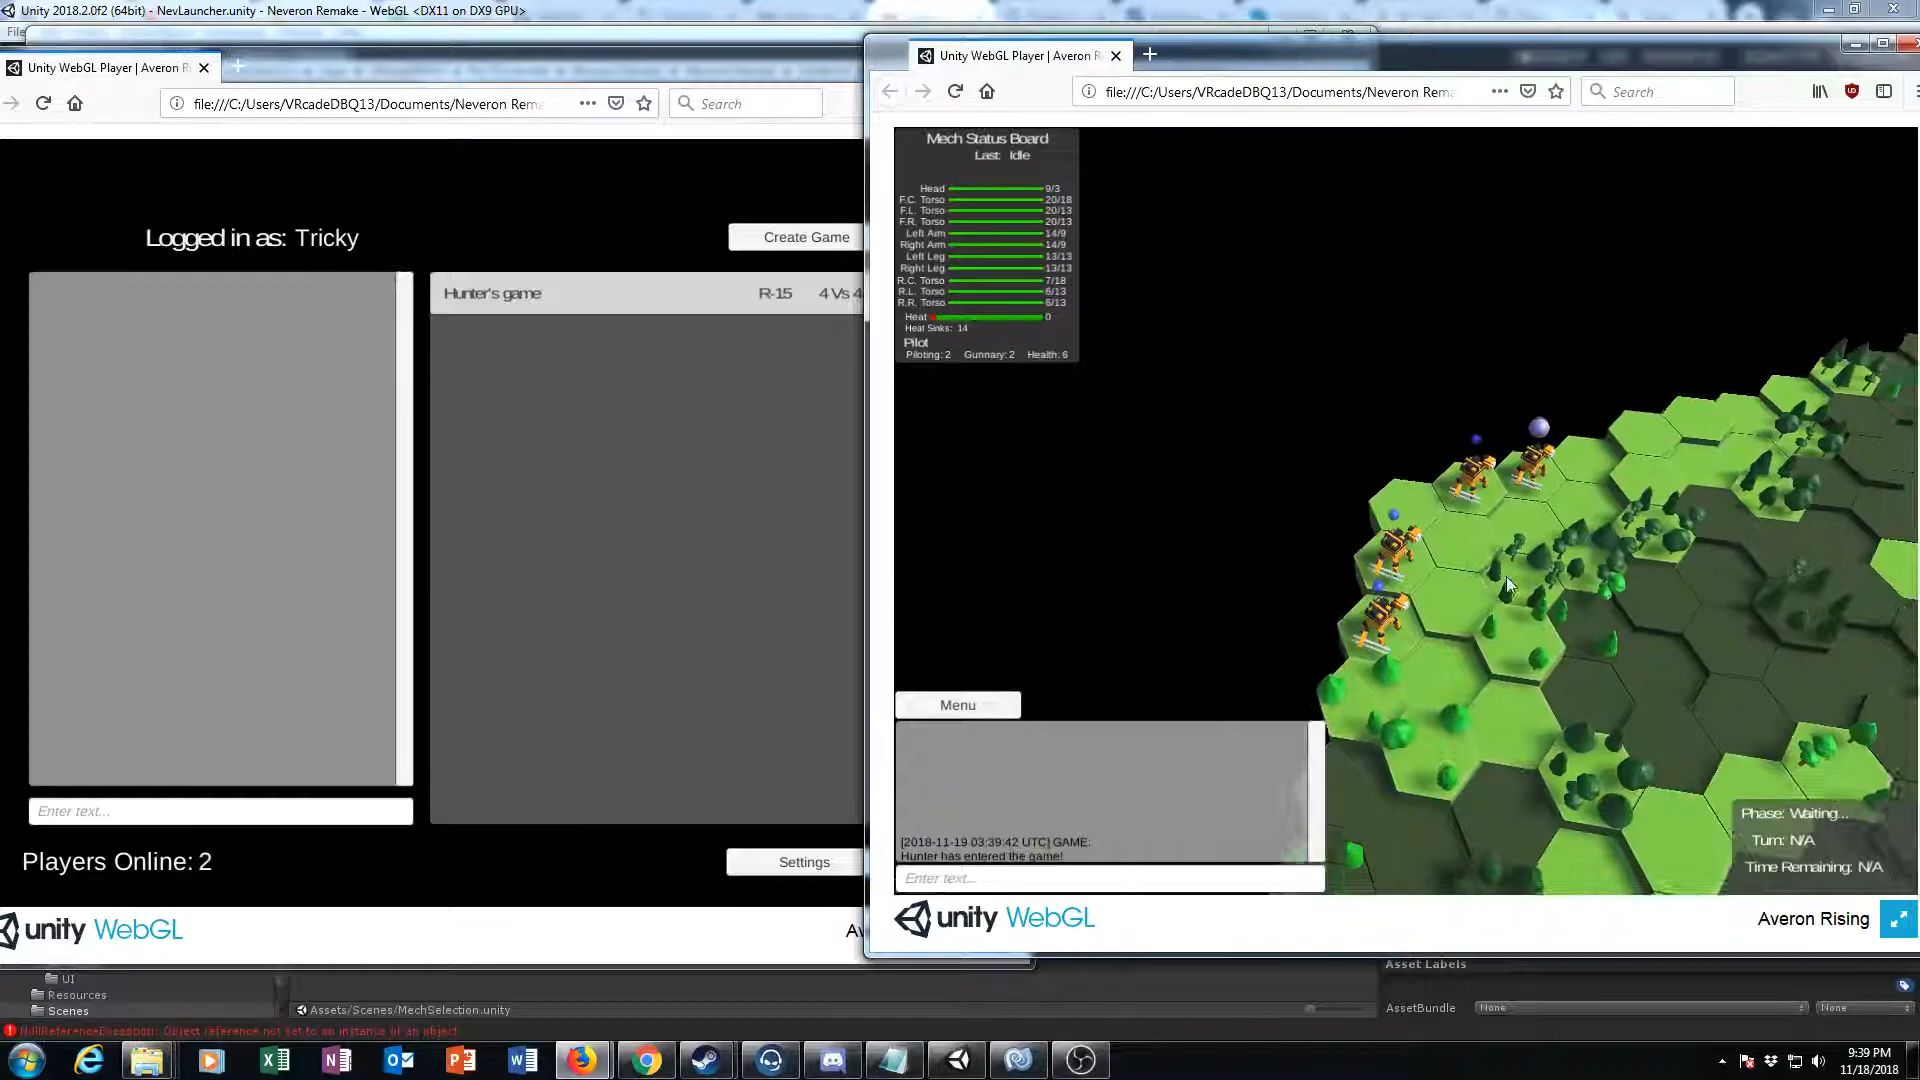 Unity 2018.2.0f2 (64bit) - NevLauncher.unity - Neveron Remake - WebGL <DX11 on DX9 GPU>
File
Unity WebGL Player | Averon R
file:///C:/Users/VRcadeDBQ13/Documents/Neveron Rem
Search
Logged in as: Tricky
Create Game
Hunter's game R-15 4 Vs 4
Enter text...
Players Online: 2
Settings
unity WebGL
Av
Unity WebGL Player | Averon R
file:///C:/Users/VRcadeDBQ13/Documents/Neveron Rema
Search
Mech Status Board
Last: Idle
Head 9/3
F.C. Torso 20/18
F.L. Torso 20/13
F.R. Torso 20/13
Left Arm 14/9
Right Arm 14/9
Left Leg 13/13
Right Leg 13/13
R.C. Torso 7/18
R.L. Torso 6/13
R.R. Torso 6/13
Heat 0
Heat Sinks: 14
Pilot
Piloting: 2 Gunnary: 2 Health: 6
Menu
[2018-11-19 03:39:42 UTC] GAME:
Hunter has entered the game!
Enter text...
Phase: Waiting...
Turn: N/A
Time Remaining: N/A
unity WebGL
Averon Rising
UI
Resources
Scenes
Assets/Scenes/MechSelection.unity
Asset Labels
AssetBundle None None
NullReferenceException: Object reference not set to an instance of an object
9:39 PM
11/18/2018